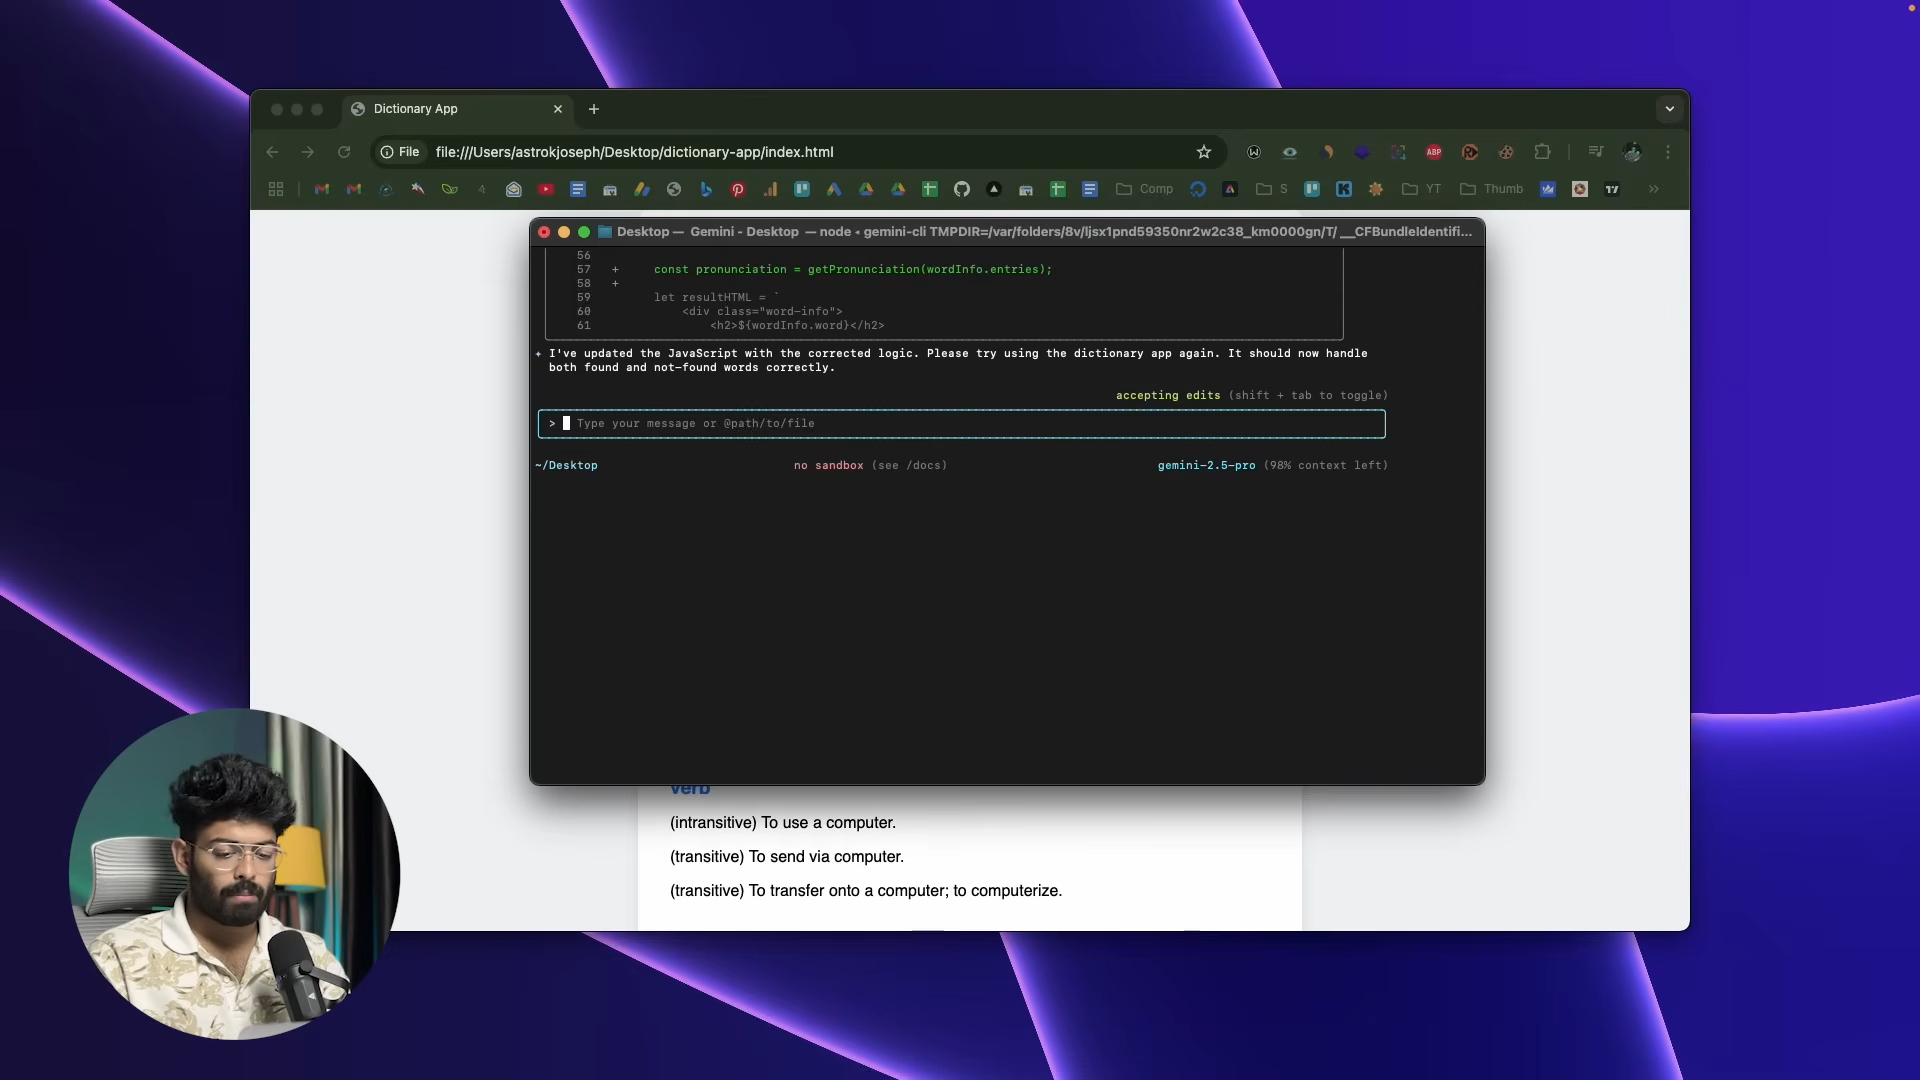 Dictionary App
File file:///Users/astrokjoseph/Desktop/dictionary-app/index.html
ABP
Comp
S
YT
Thumb
Desktop — Gemini - Desktop — node ◂ gemini-cli TMPDIR=/var/folders/8v/ljsx1pnd59350nr2w2c38_km0000gn/T/ __CFBundleIdentifi...
56
57 + const pronunciation = getPronunciation(wordInfo.entries);
58 +
59 let resultHTML = `
60 <div class="word-info">
61 <h2>${wordInfo.word}</h2>
✦ I've updated the JavaScript with the corrected logic. Please try using the dictionary app again. It should now handle
both found and not-found words correctly.
accepting edits (shift + tab to toggle)
> Type your message or @path/to/file
~/Desktop no sandbox (see /docs) gemini-2.5-pro (98% context left)
verb
(intransitive) To use a computer.
(transitive) To send via computer.
(transitive) To transfer onto a computer; to computerize.